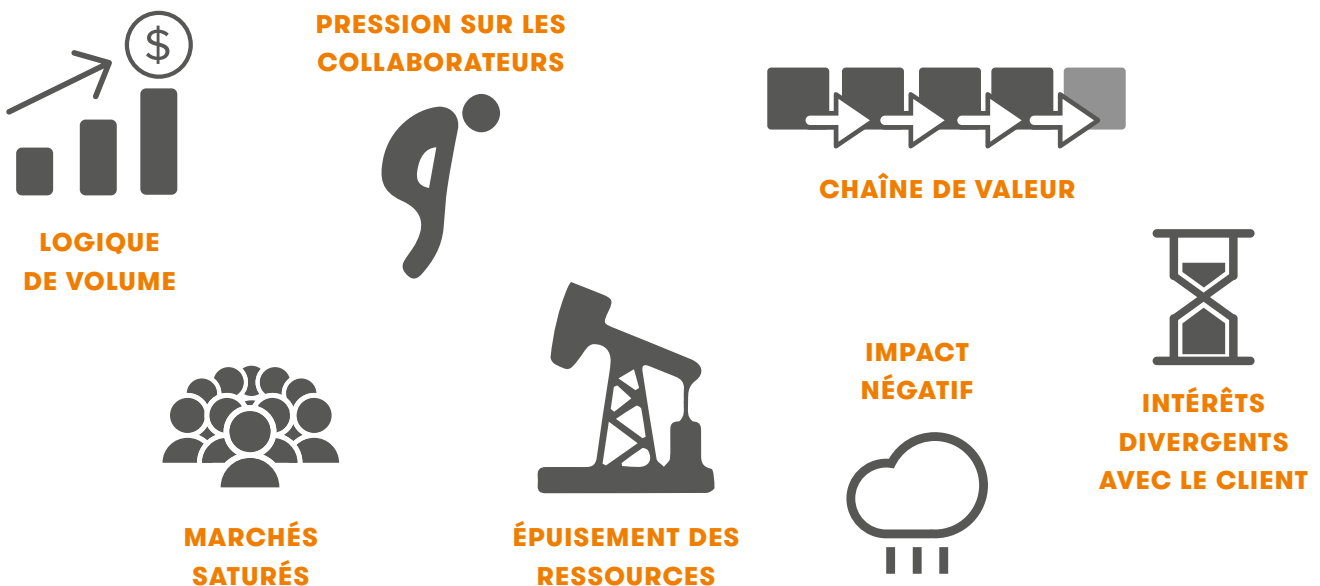 $
PRESSION SUR LES
COLLABORATEURS
CHAÎNE DE VALEUR
LOGIQUE
DE VOLUME
IMPACT
NÉGATIF
INTÉRÊTS
DIVERGENTS
AVEC LE CLIENT
MARCHÉS
SATURÉS
ÉPUISEMENT DES
RESSOURCES